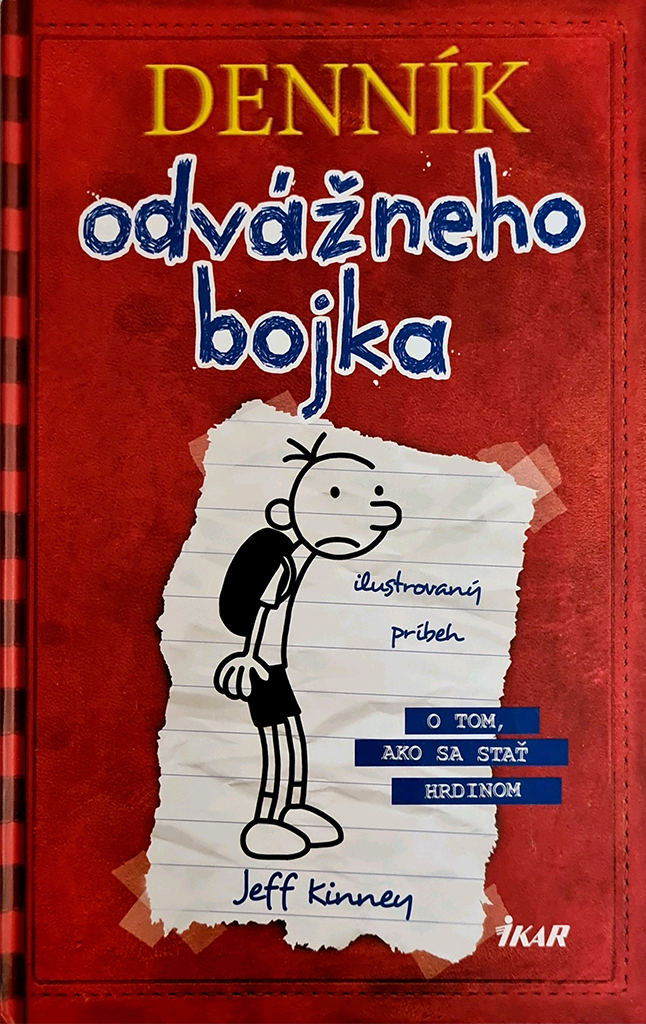 DENNÍK
odvážneho
bojka
ilustrovaný
príbeh
O TOM,
AKO SA STAŤ
HRDINOM
Jeff Kinney
IKAR